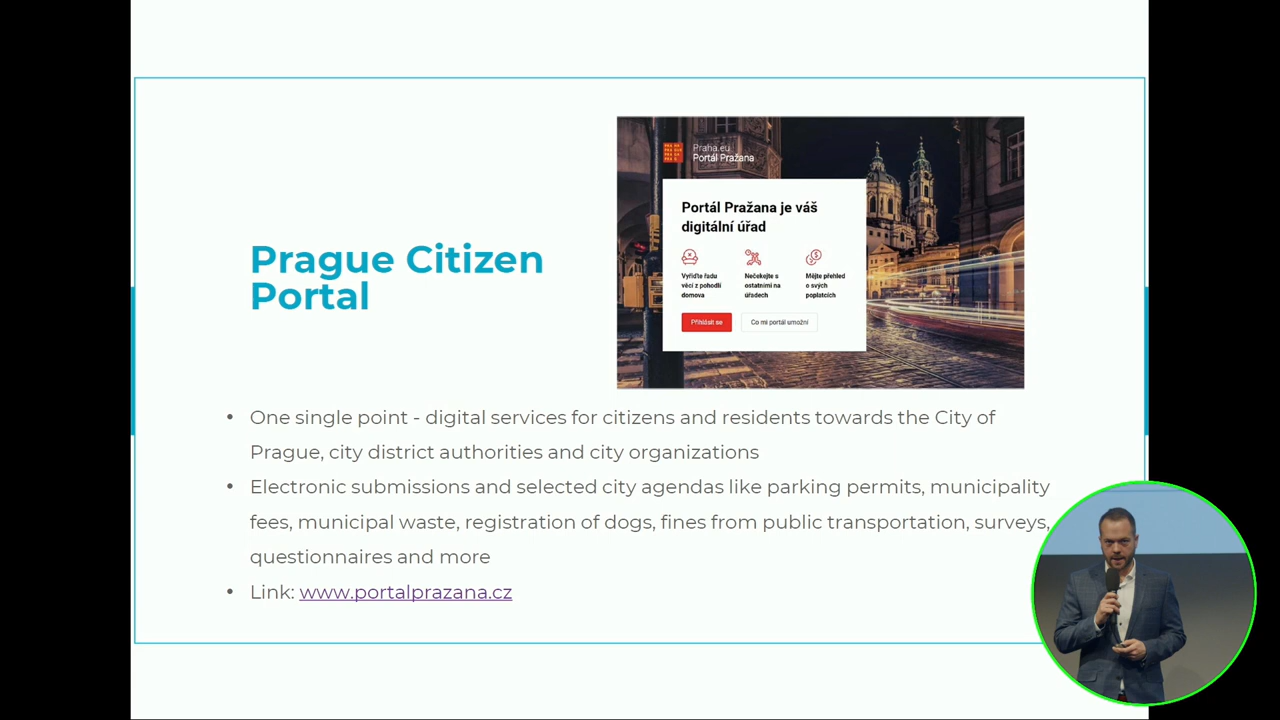 Praha.eu
Portál Pražana
Portál Pražana je váš
digitální úřad
Vyřiďte řadu
věcí z pohodlí
domova
Nečekejte s
ostatními na
úřadech
Mějte přehled
o svých
poplatcích
Přihlásit se
Co mi portál umožní
Prague Citizen
Portal
• One single point - digital services for citizens and residents towards the City of
Prague, city district authorities and city organizations
• Electronic submissions and selected city agendas like parking permits, municipality
fees, municipal waste, registration of dogs, fines from public transportation, surveys,
questionnaires and more
• Link: www.portalprazana.cz